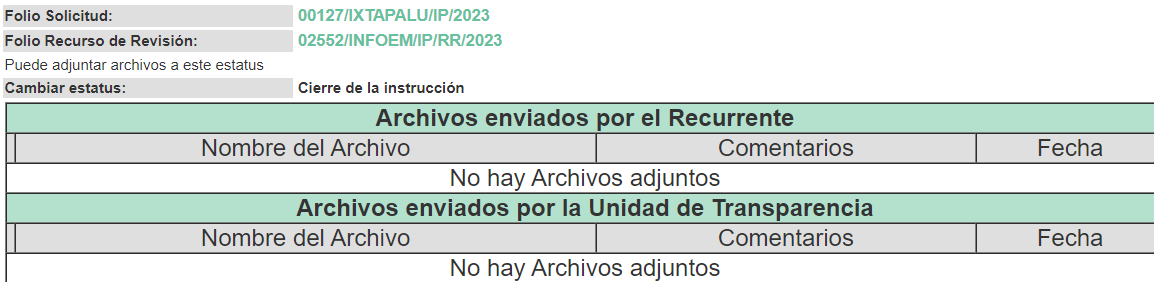 Folio Solicitud: 00127/IXTAPALU/IP/2023
Folio Recurso de Revisión: 02552/INFOEM/IP/RR/2023
Puede adjuntar archivos a este estatus
Cambiar estatus: Cierre de la instrucción
Archivos enviados por el Recurrente
Nombre del Archivo Comentarios Fecha
No hay Archivos adjuntos
Archivos enviados por la Unidad de Transparencia
Nombre del Archivo Comentarios Fecha
No hay Archivos adjuntos